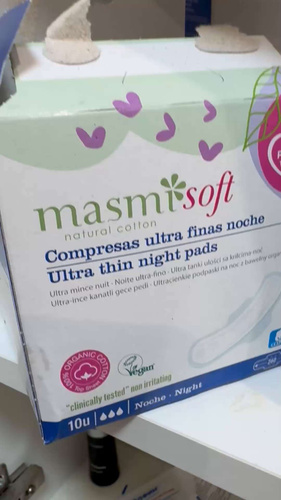 masmi soft
natural cotton
Compresas ultra finas noche
Ultra thin night pads
Ultra mince nuit · Noite ultra-fino · Ultra tanki ulošci sa krilcima noć
Ultra-ince kanatli gece pedi · Ultracienkie podpaski na noc z bawełny organ
100% ORGANIC COTTON
Vegan
"clinically tested" non irritating
10u
Noche · Night